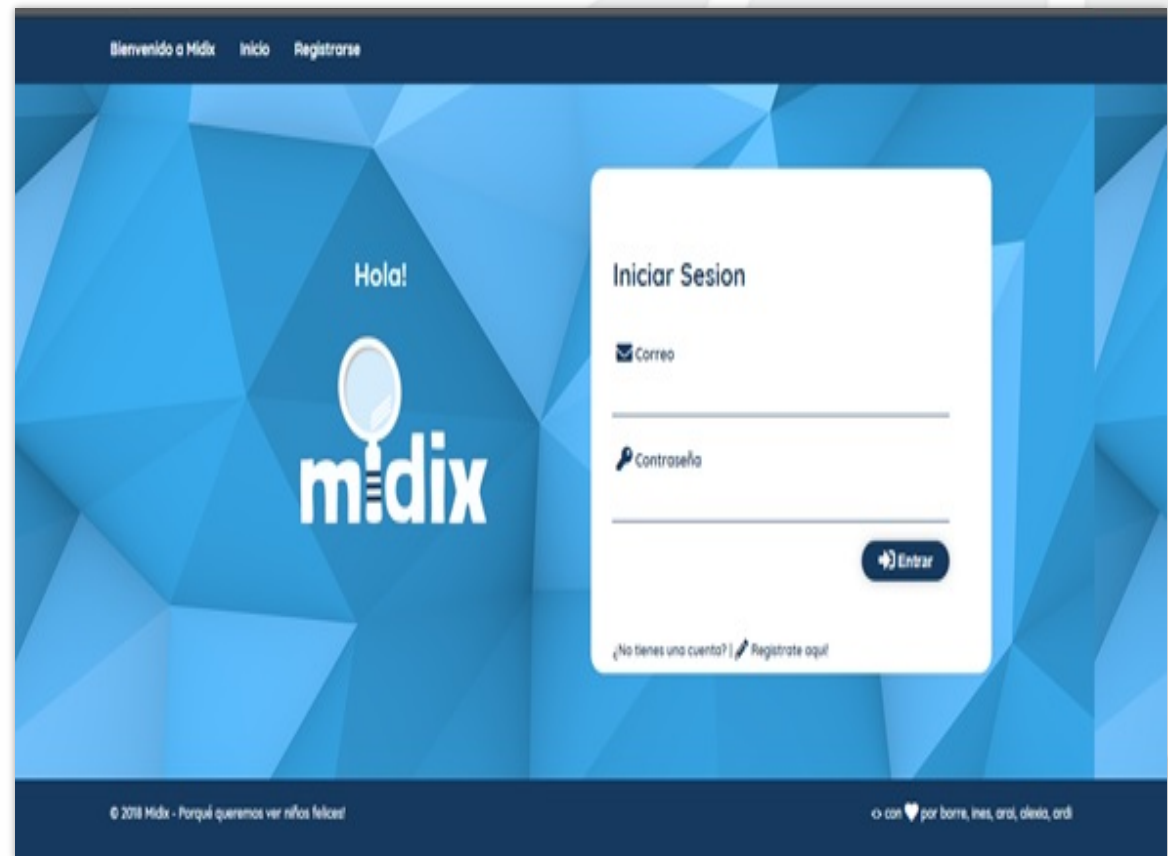 Bienvenido a Midix Inicio Registrarse
Hola!
midix
Iniciar Sesion
Correo
Contraseña
Entrar
¿No tienes una cuenta? | Registrate aquí!
© 2018 Midix - Porqué queremos ver niños felices!
<> con por borre, ines, arai, alexia, ardi